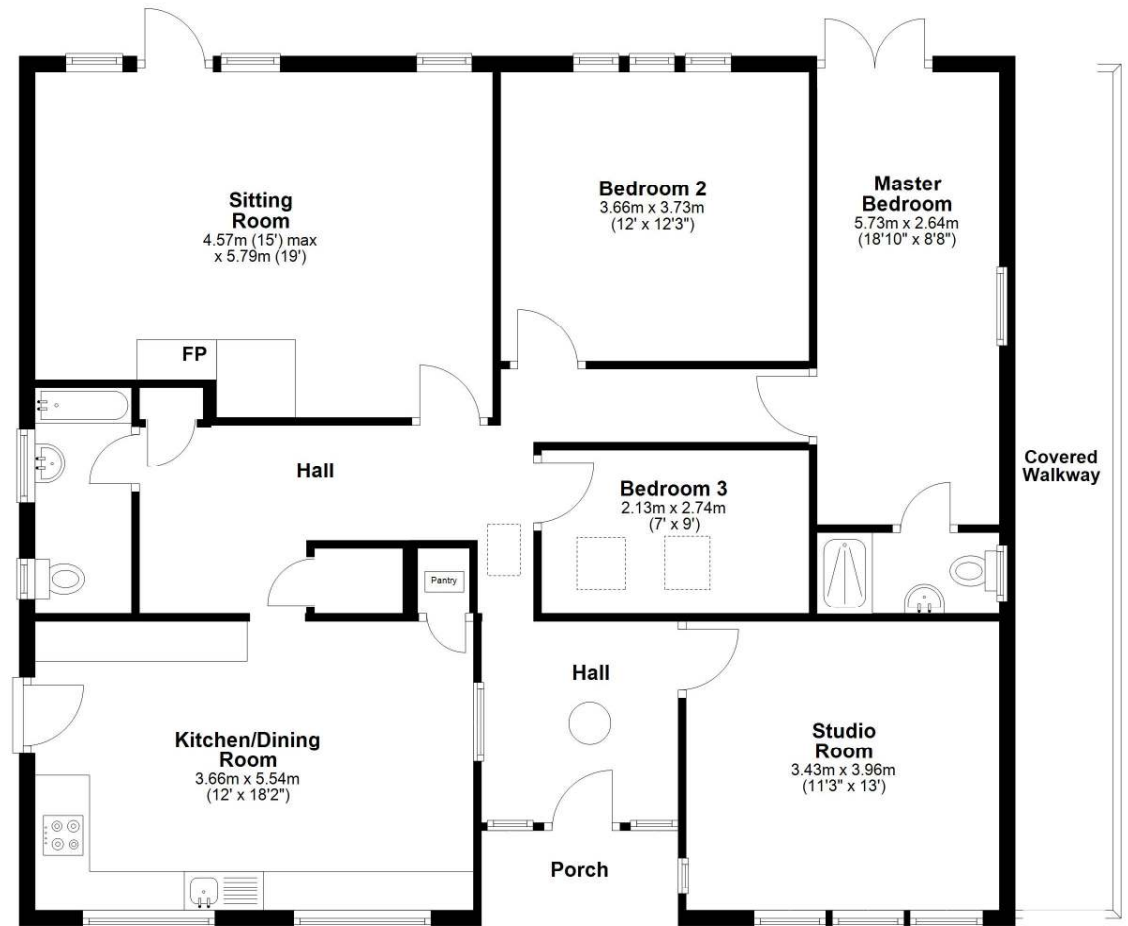 Sitting
Room
4.57m (15') max
x 5.79m (19')
Bedroom 2
3.66m x 3.73m
(12' x 12'3")
Master
Bedroom
5.73m x 2.64m
(18'10" x 8'8")
FP
Covered
Walkway
Hall
Bedroom 3
2.13m x 2.74m
(7' x 9')
Pantry
Hall
Kitchen/Dining
Room
3.66m x 5.54m
(12' x 18'2")
Studio
Room
3.43m x 3.96m
(11'3" x 13')
Porch